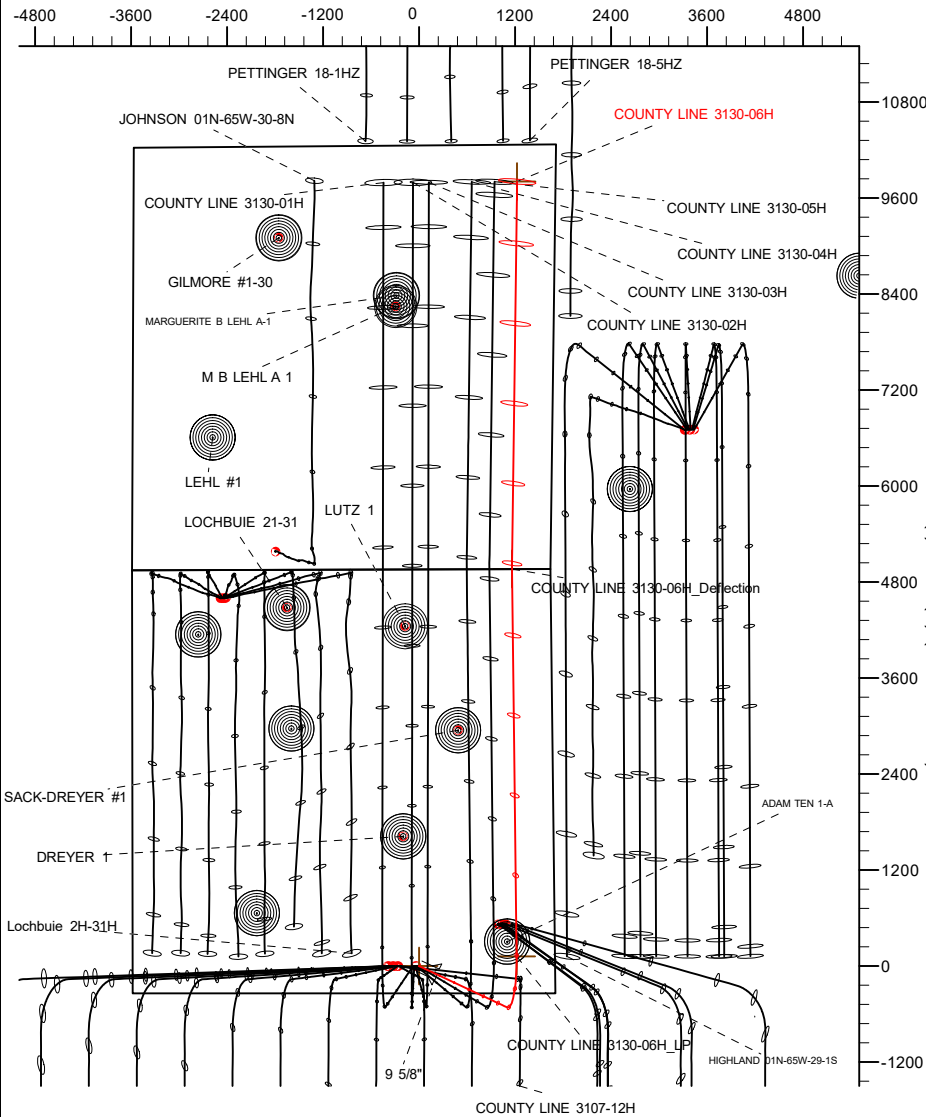 -4800 -3600 -2400 -1200 0 1200 2400 3600 4800
PETTINGER 18-1HZ
PETTINGER 18-5HZ
10800
JOHNSON 01N-65W-30-8N
COUNTY LINE 3130-06H
9600
COUNTY LINE 3130-01H
COUNTY LINE 3130-05H
COUNTY LINE 3130-04H
GILMORE #1-30
COUNTY LINE 3130-03H
8400
MARGUERITE B LEHL A-1
COUNTY LINE 3130-02H
M B LEHL A 1
7200
LEHL #1
6000
LOCHBUIE 21-31
LUTZ 1
COUNTY LINE 3130-06H_Deflection
4800
3600
2400
SACK-DREYER #1
ADAM TEN 1-A
DREYER 1
1200
Lochbuie 2H-31H
0
COUNTY LINE 3130-06H_LP
HIGHLAND 01N-65W-29-1S
-1200
9 5/8"
COUNTY LINE 3107-12H